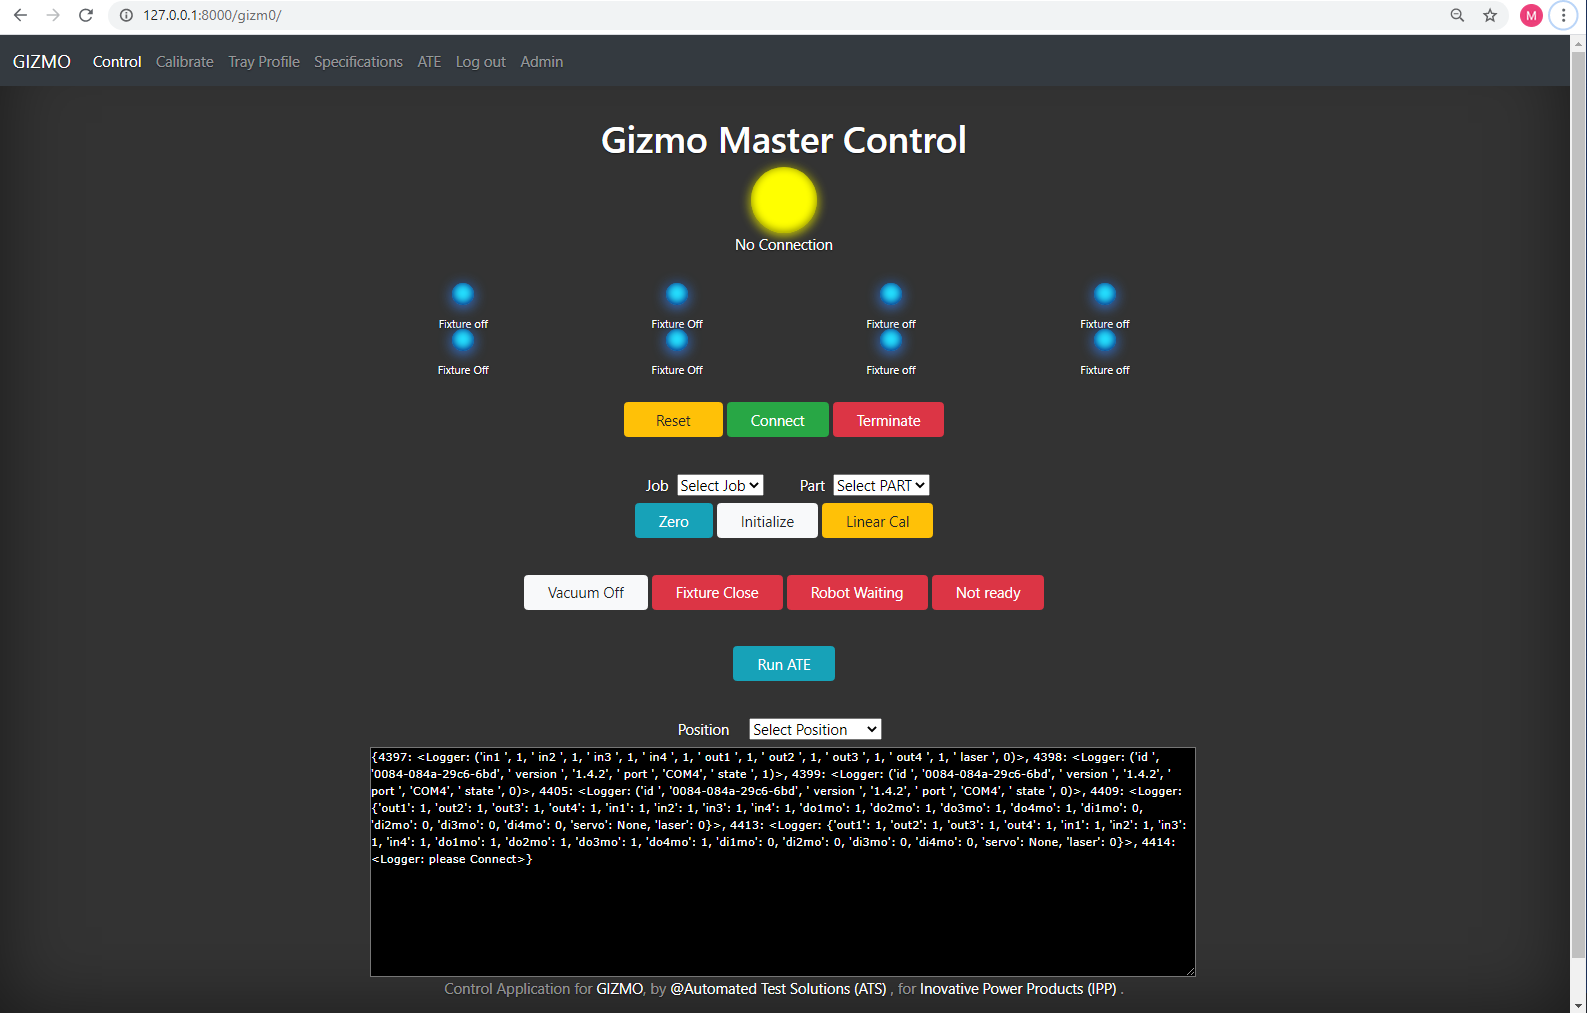 127.0.0.1:8000/gizm0/
M
GIZMO Control Calibrate Tray Profile Specifications ATE Log out Admin
Gizmo Master Control
No Connection
Fixture off Fixture Off Fixture off Fixture off
Fixture Off Fixture Off Fixture off Fixture off
Reset Connect Terminate
Job Select Job Part Select PART
Zero Initialize Linear Cal
Vacuum Off Fixture Close Robot Waiting Not ready
Run ATE
Position Select Position
{4397: <Logger: ('in1 ', 1, ' in2 ', 1, ' in3 ', 1, ' in4 ', 1, ' out1 ', 1, ' out2 ', 1, ' out3 ', 1, ' out4 ', 1, ' laser ', 0)>, 4398: <Logger: ('id ',
'0084-084a-29c6-6bd', ' version ', '1.4.2', ' port ', 'COM4', ' state ', 1)>, 4399: <Logger: ('id ', '0084-084a-29c6-6bd', ' version ', '1.4.2', '
port ', 'COM4', ' state ', 0)>, 4405: <Logger: ('id ', '0084-084a-29c6-6bd', ' version ', '1.4.2', ' port ', 'COM4', ' state ', 0)>, 4409: <Logger:
{'out1': 1, 'out2': 1, 'out3': 1, 'out4': 1, 'in1': 1, 'in2': 1, 'in3': 1, 'in4': 1, 'do1mo': 1, 'do2mo': 1, 'do3mo': 1, 'do4mo': 1, 'di1mo': 0,
'di2mo': 0, 'di3mo': 0, 'di4mo': 0, 'servo': None, 'laser': 0}>, 4413: <Logger: {'out1': 1, 'out2': 1, 'out3': 1, 'out4': 1, 'in1': 1, 'in2': 1, 'in3':
1, 'in4': 1, 'do1mo': 1, 'do2mo': 1, 'do3mo': 1, 'do4mo': 1, 'di1mo': 0, 'di2mo': 0, 'di3mo': 0, 'di4mo': 0, 'servo': None, 'laser': 0}>, 4414:
<Logger: please Connect>}
Control Application for GIZMO, by @Automated Test Solutions (ATS) , for Inovative Power Products (IPP) .